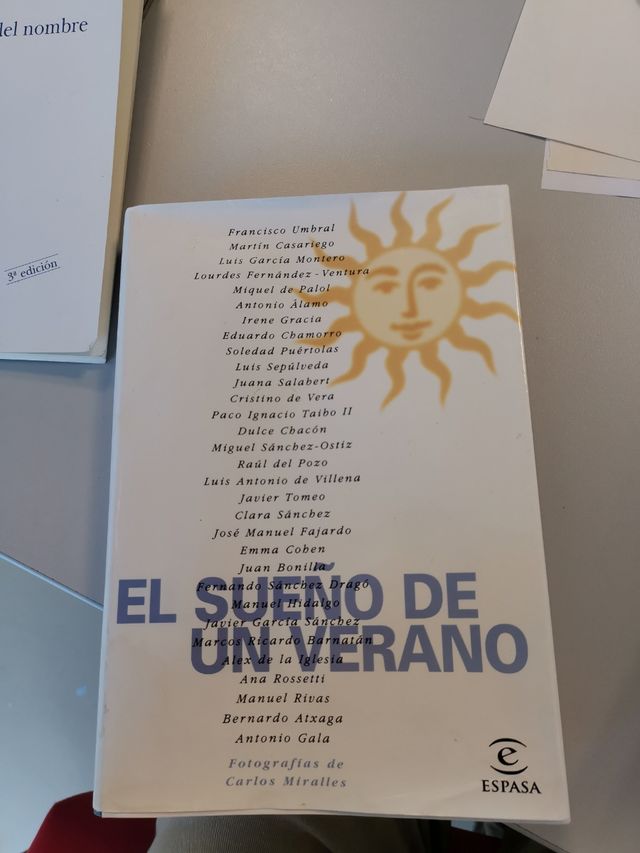 del nombre
3ª edición
Francisco Umbral
Martín Casariego
Luis García Montero
Lourdes Fernández-Ventura
Miquel de Palol
Antonio Álamo
Irene Gracia
Eduardo Chamorro
Soledad Puértolas
Luis Sepúlveda
Juana Salabert
Cristino de Vera
Paco Ignacio Taibo II
Dulce Chacón
Miguel Sánchez-Ostiz
Raúl del Pozo
Luis Antonio de Villena
Javier Tomeo
Clara Sánchez
José Manuel Fajardo
Emma Cohen
Juan Bonilla
Fernando Sánchez Dragó
Manuel Hidalgo
Javier García Sánchez
Marcos Ricardo Barnatán
Alex de la Iglesia
Ana Rossetti
Manuel Rivas
Bernardo Atxaga
Antonio Gala
EL SUEÑO DE
UN VERANO
Fotografías de
Carlos Miralles
e
ESPASA